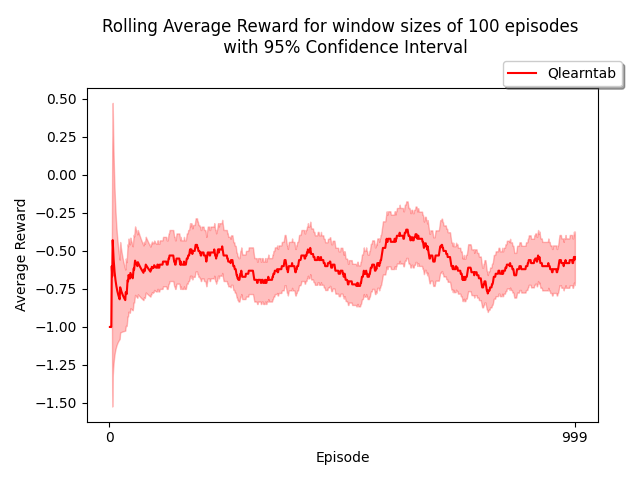 Rolling Average Reward for window sizes of 100 episodes
with 95% Confidence Interval
Qlearntab
0.50
0.25
0.00
−0.25
−0.50
−0.75
−1.00
−1.25
−1.50
Average Reward
0
999
Episode